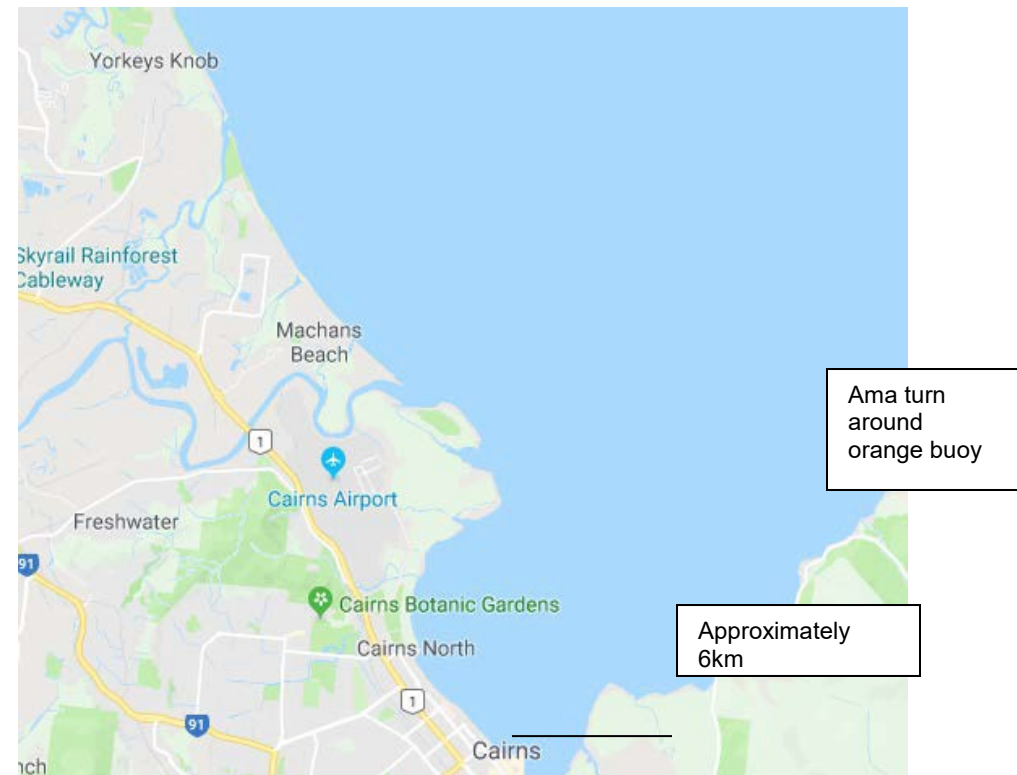 Yorkeys Knob
Skyrail Rainforest
Cableway
Machans
Beach
Ama turn
around
orange buoy
1
Cairns Airport
Freshwater
91
Cairns Botanic Gardens
Approximately
6km
Cairns North
1
91
Cairns
nch